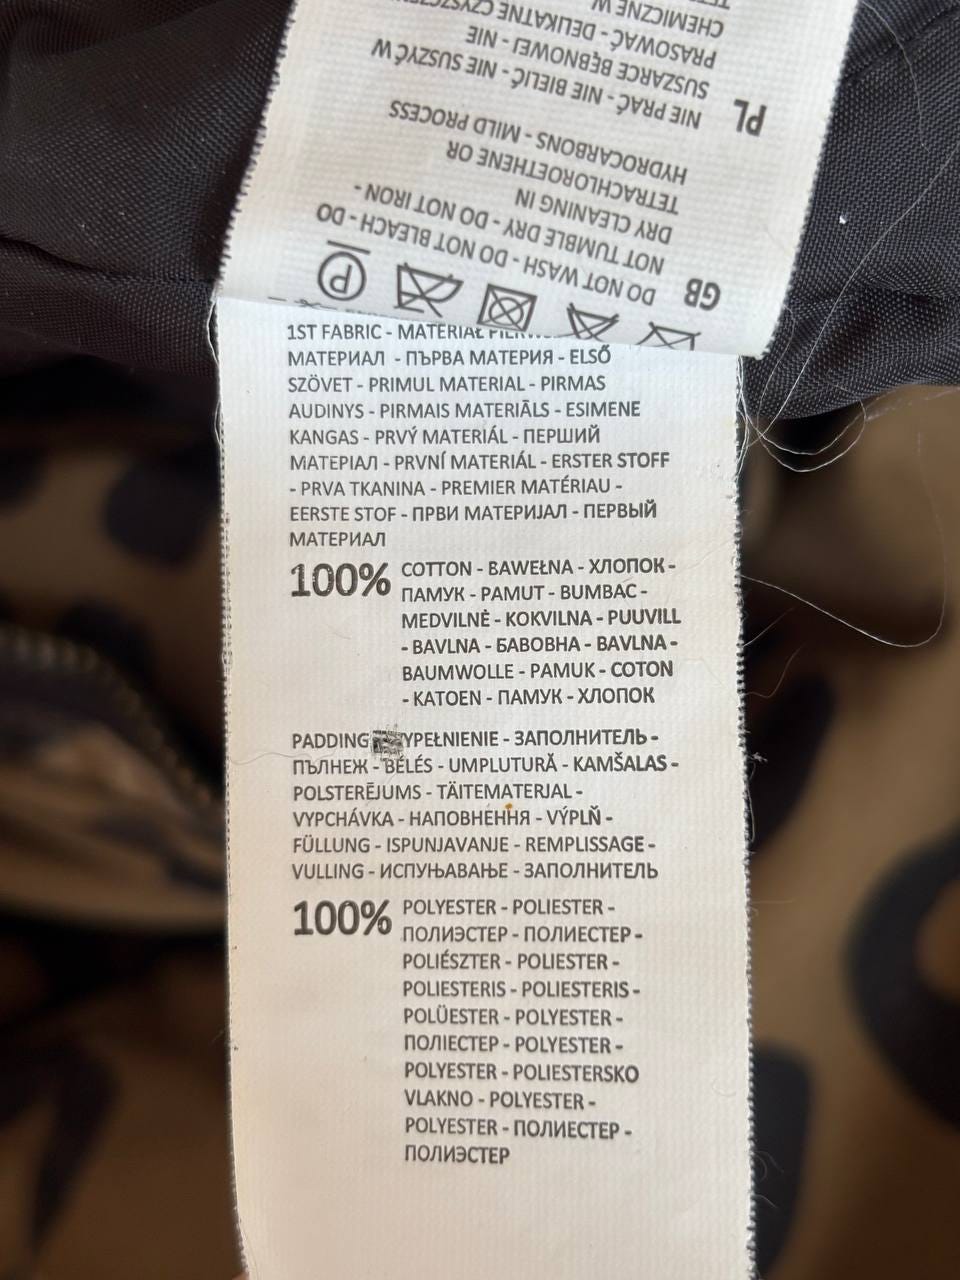 GB
DO NOT WASH - DO NOT BLEACH - DO
NOT TUMBLE DRY - DO NOT IRON -
DRY CLEANING IN
TETRACHLOROETHENE OR
HYDROCARBONS - MILD PROCESS
PL
NIE PRAĆ - NIE BIELIĆ - NIE SUSZYĆ W
SUSZARCE BĘBNOWEJ - NIE
PRASOWAĆ - DELIKATNE
CHEMICZNE W
P
1ST FABRIC - MATERIAŁ
МАТЕРИАЛ - ПЪРВА МАТЕРИЯ - ELSŐ
SZÖVET - PRIMUL MATERIAL - PIRMAS
AUDINYS - PIRMAIS MATERIĀLS - ESIMENE
KANGAS - PRVÝ MATERIÁL - ПЕРШИЙ
МАТЕРІАЛ - PRVNÍ MATERIÁL - ERSTER STOFF
- PRVA TKANINA - PREMIER MATÉRIAU -
EERSTE STOF - ПРВИ МАТЕРИЈАЛ - ПЕРВЫЙ
МАТЕРИАЛ
100% COTTON - BAWEŁNA - ХЛОПОК -
ПАМУК - PAMUT - BUMBAC -
MEDVILNĖ - KOKVILNA - PUUVILL
- BAVLNA - БАВОВНА - BAVLNA -
BAUMWOLLE - PAMUK - COTON
- KATOEN - ПАМУК - ХЛОПОК
PADDING YPEŁNIENIE - ЗАПОЛНИТЕЛЬ -
ПЪЛНЕЖ - BÉLÉS - UMPLUTURĂ - KAMŠALAS -
POLSTERĒJUMS - TÄITEMATERJAL -
VYPCHÁVKA - НАПОВНЕННЯ - VÝPLŇ -
FÜLLUNG - ISPUNJAVANJE - REMPLISSAGE -
VULLING - ИСПУЊАВАЊЕ - ЗАПОЛНИТЕЛЬ
100% POLYESTER - POLIESTER -
ПОЛИЭСТЕР - ПОЛИЕСТЕР -
POLIÉSZTER - POLIESTER -
POLIESTERIS - POLIESTERIS -
POLÜESTER - POLYESTER -
ПОЛІЕСТЕР - POLYESTER -
POLYESTER - POLIESTERSKO
VLAKNO - POLYESTER -
POLYESTER - ПОЛИЕСТЕР -
ПОЛИЭСТЕР